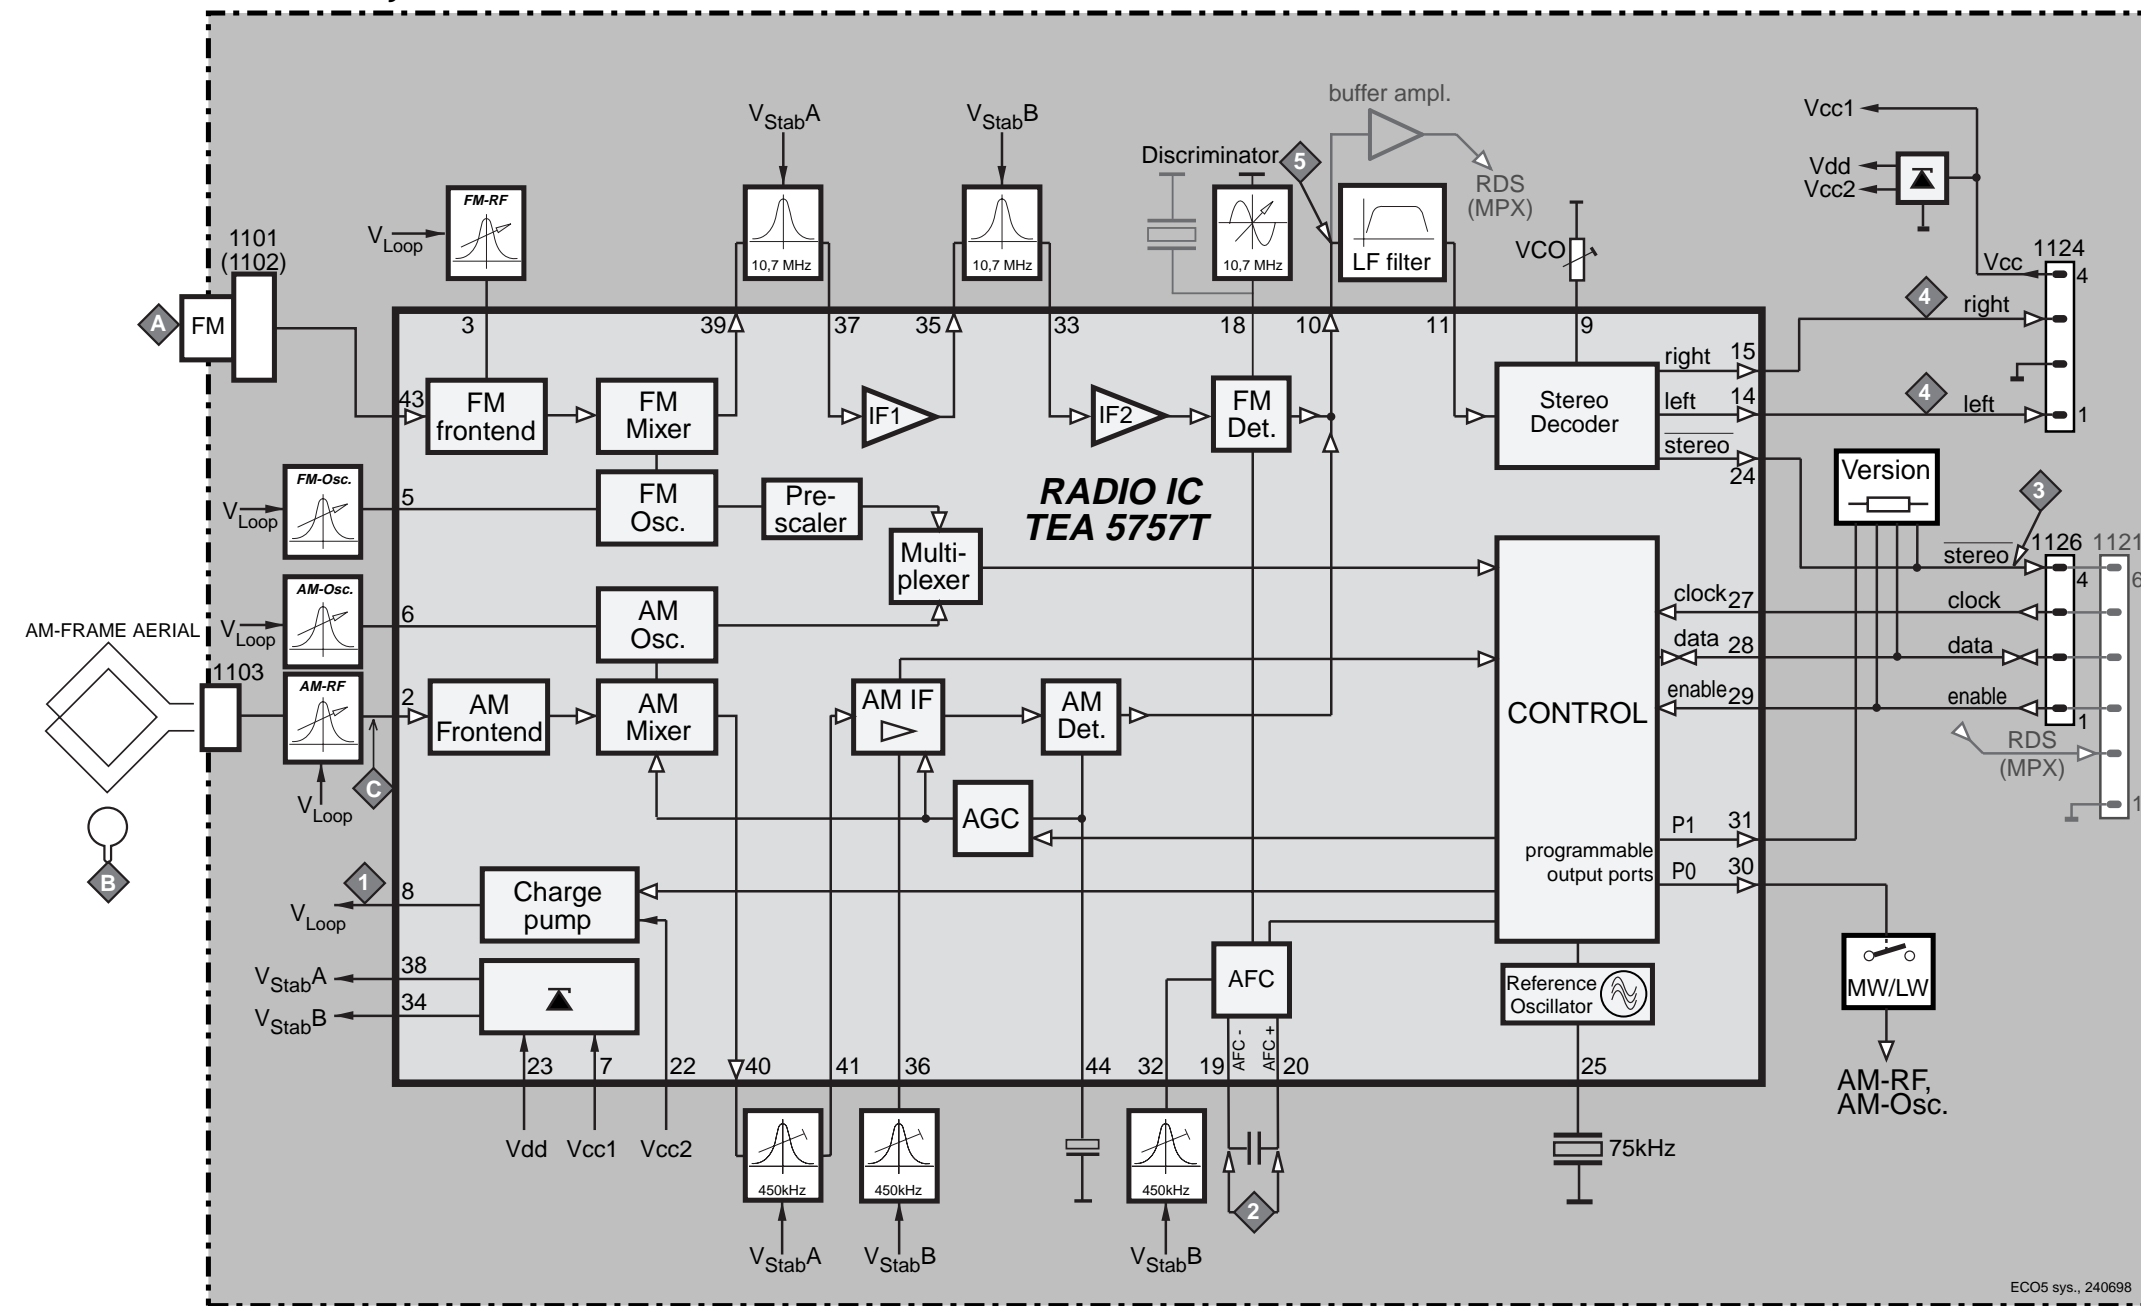 buffer ampl.
V StabA
V StabB
Discriminator
5
RDS
(MPX)
Vcc1
Vdd
Vcc2
FM-RF
VLoop
10,7 MHz
10,7 MHz
10,7 MHz
LF filter
VCO
1101
(1102)
1124
Vcc
4
4
right
A
FM
3
39
37
35
33
18
10
11
9
right
15
43
FM
frontend
FM
Mixer
IF1
IF2
FM
Det.
Stereo
Decoder
left
14
4
left
1
stereo
24
FM-Osc.
VLoop
5
FM
Osc.
Pre-
scaler
RADIO IC
TEA 5757T
Version
3
Multi-
plexer
stereo
1126
1121
4
6
AM-Osc.
VLoop
6
AM
Osc.
clock
27
clock
AM-FRAME AERIAL
data
28
data
1103
AM-RF
2
AM
Frontend
AM
Mixer
AM IF
AM
Det.
CONTROL
enable
29
enable
1
RDS
(MPX)
C
VLoop
AGC
1
P1
31
programmable
output ports
P0
30
B
1
8
VLoop
Charge
pump
38
VStabA
34
VStabB
AFC
Reference
Oscillator
MW/LW
AFC -
AFC +
23
7
22
40
41
36
44
32
19
20
25
AM-RF,
AM-Osc.
Vdd
Vcc1
Vcc2
450kHz
450kHz
450kHz
75kHz
2
VStabA
VStabB
VStabB
ECO5 sys., 240698